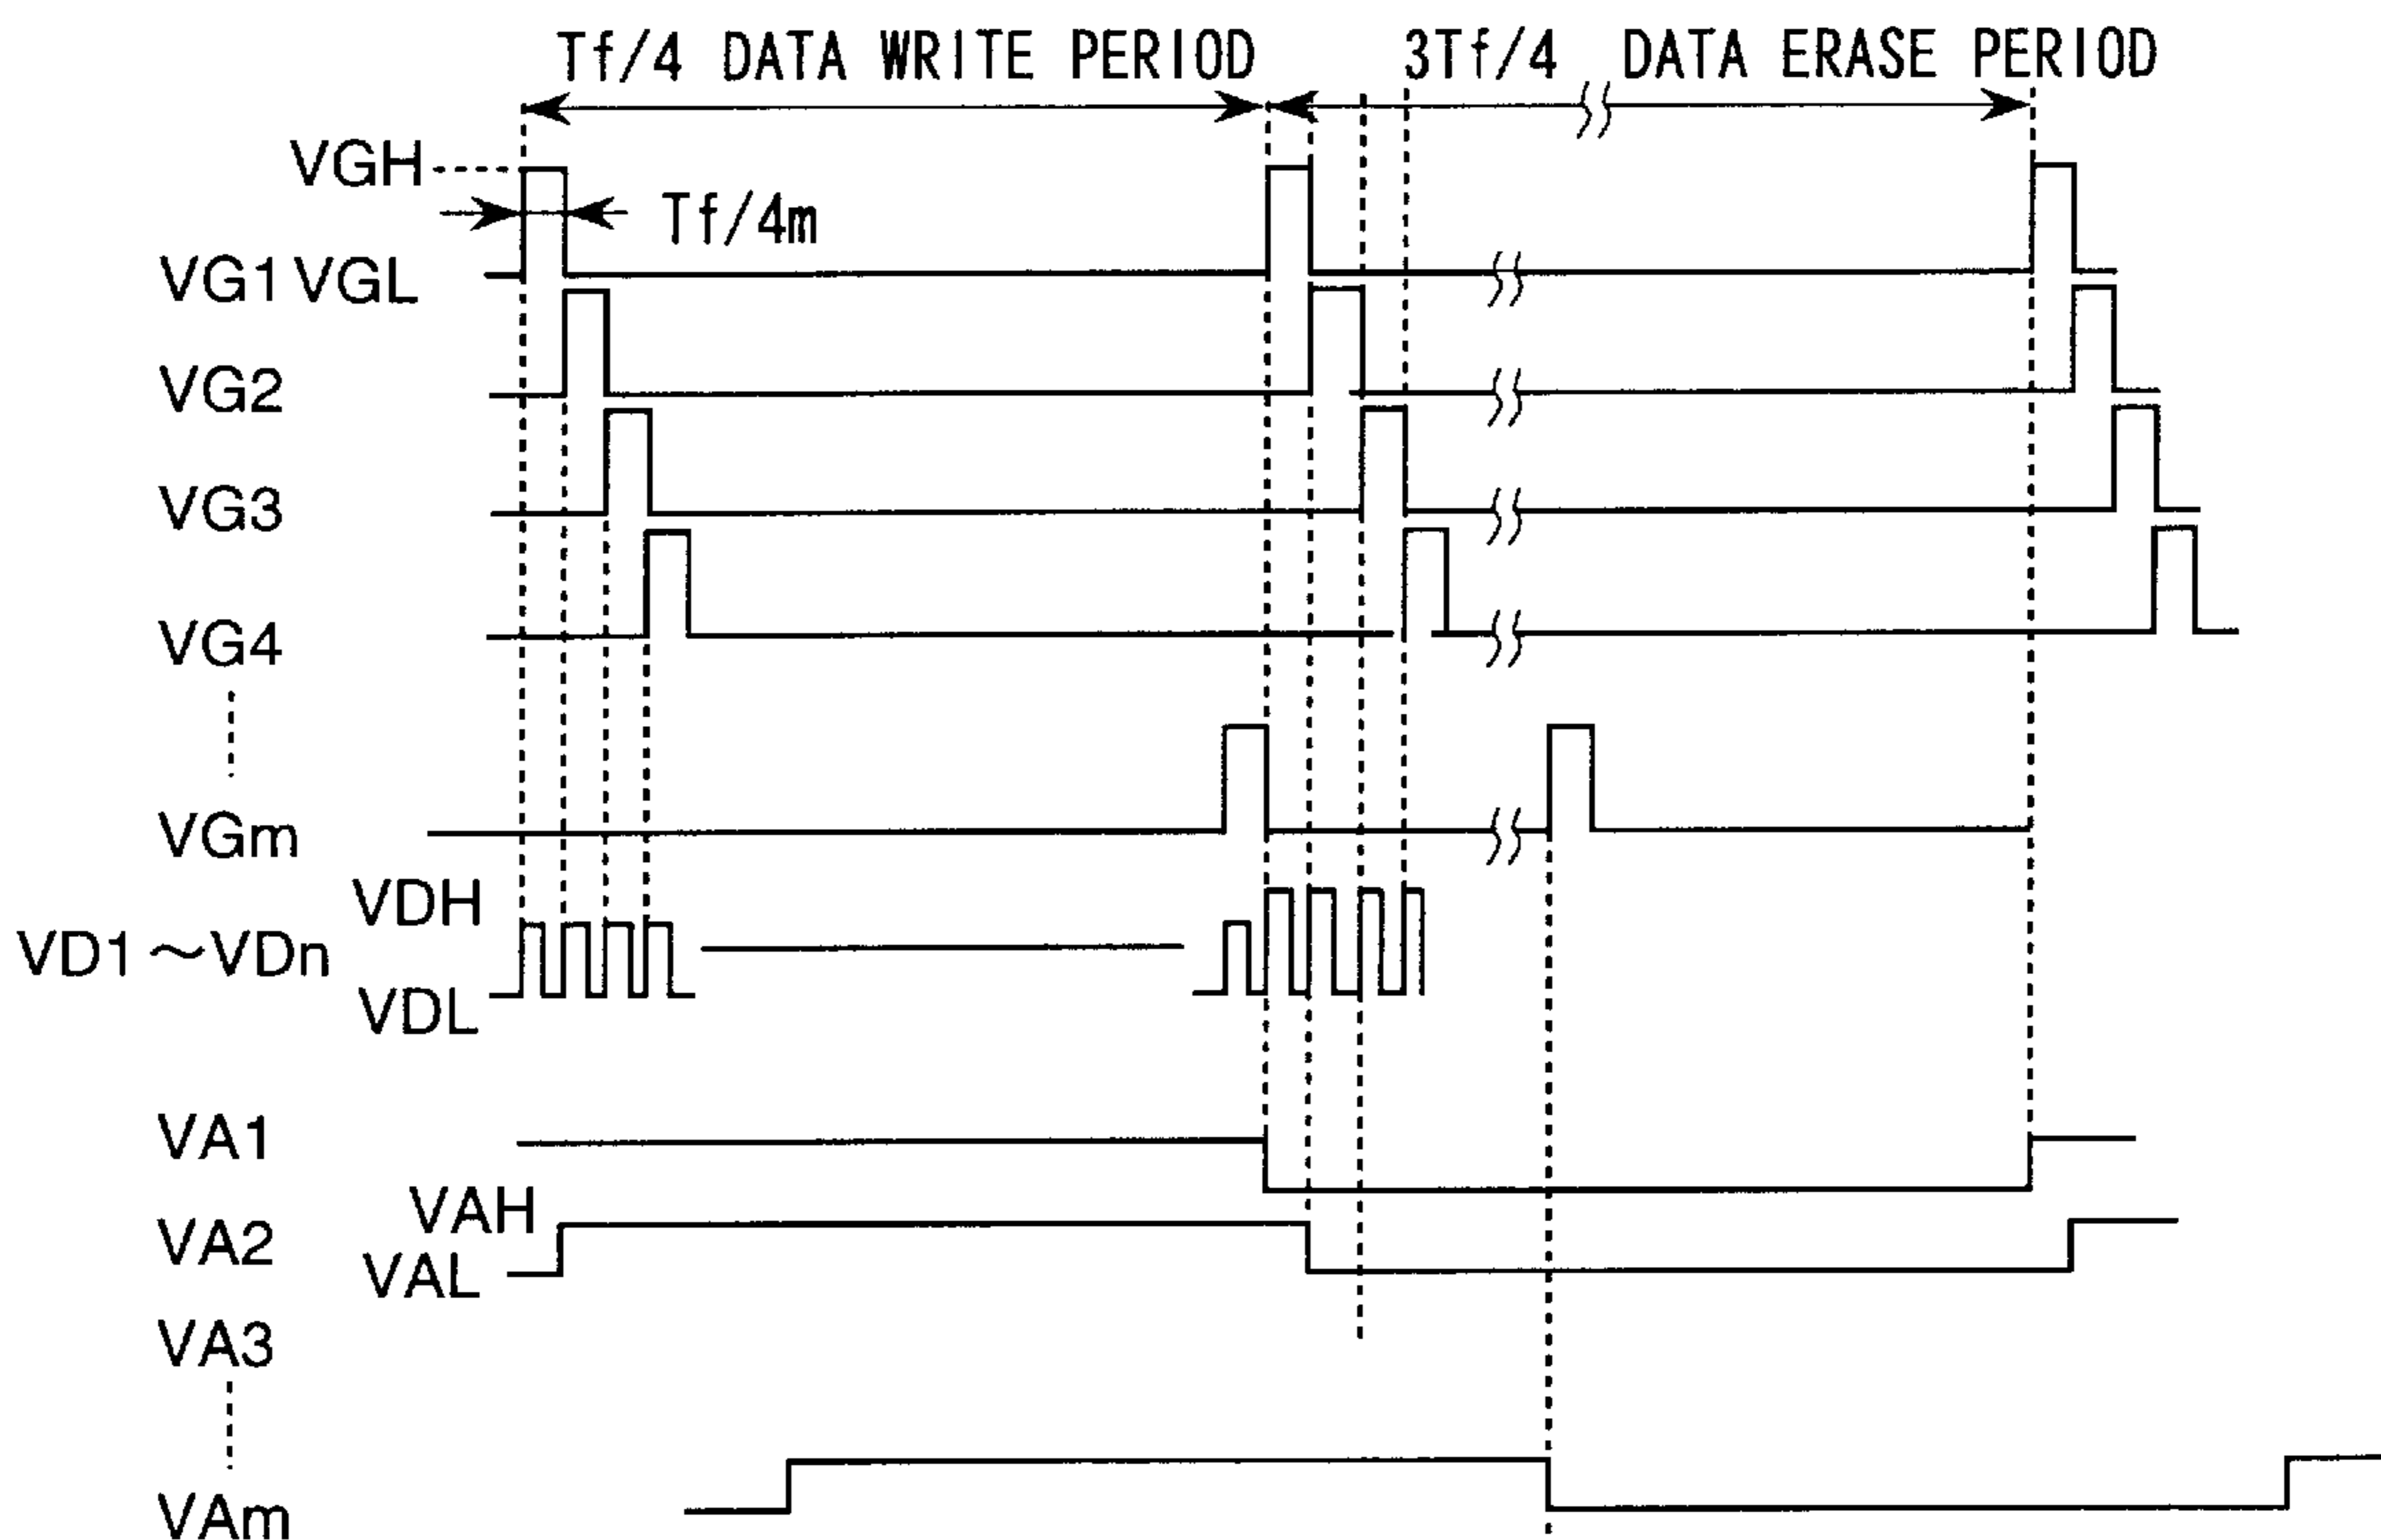 Tf/4 DATA WRITE PERIOD
3Tf/4 DATA ERASE PERIOD
VGH
Tf/4m
VG1 VGL
VG2
VG3
VG4
VGm
VDH
VD1~VDn
VDL
VA1
VAH
VA2
VAL
VA3
VAm